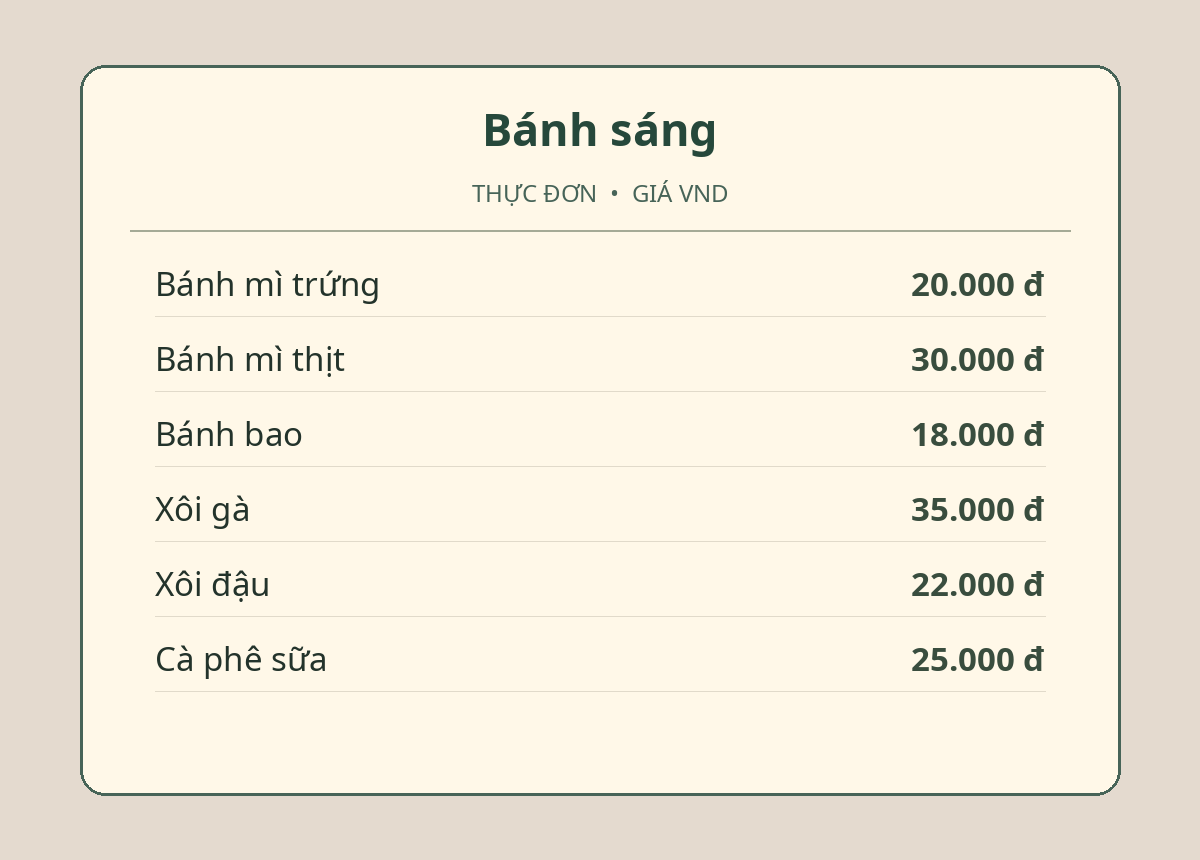 Bánh sáng
THỰC ĐƠN • GIÁ VND
Bánh mì trứng 20.000 đ
Bánh mì thịt 30.000 đ
Bánh bao 18.000 đ
Xôi gà 35.000 đ
Xôi đậu 22.000 đ
Cà phê sữa 25.000 đ